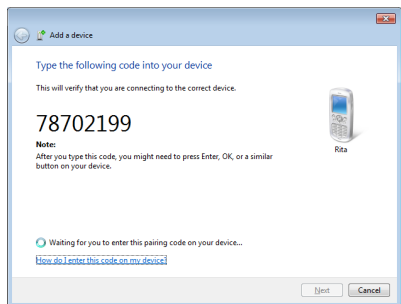 Add a device
Type the following code into your device
This will verify that you are connecting to the correct device.
78702199
Note:
After you type this code, you might need to press Enter, OK, or a similar
button on your device.
Rita
Waiting for you to enter this pairing code on your device...
How do I enter this code on my device?
Next Cancel